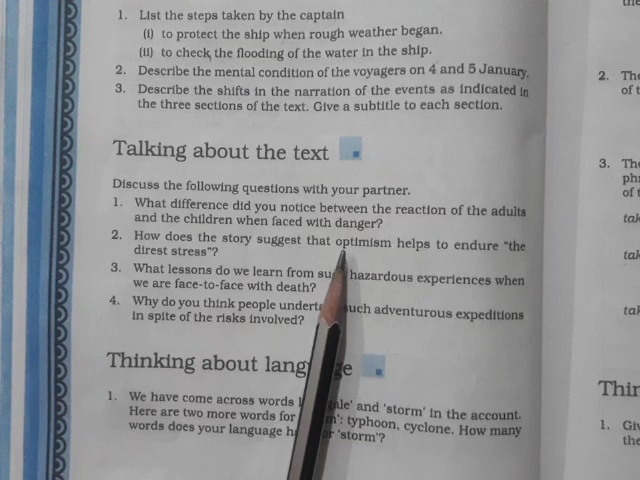 1. List the steps taken by the captain
(i) to protect the ship when rough weather began.
(ii) to check the flooding of the water in the ship.
2. Describe the mental condition of the voyagers on 4 and 5 January.
3. Describe the shifts in the narration of the events as indicated in
the three sections of the text. Give a subtitle to each section.
Talking about the text
Discuss the following questions with your partner.
1. What difference did you notice between the reaction of the adults
and the children when faced with danger?
2. How does the story suggest that optimism helps to endure “the
direst stress”?
3. What lessons do we learn from hazardous experiences when
we are face-to-face with death?
4. Why do you think people such adventurous expeditions
in spite of the risks involved?
Thinking about
1. We have come across words and 'storm' in the account.
Here are two more words for typhoon, cyclone. How many
words does your language 'storm'?
2.
of
3.
of
1.